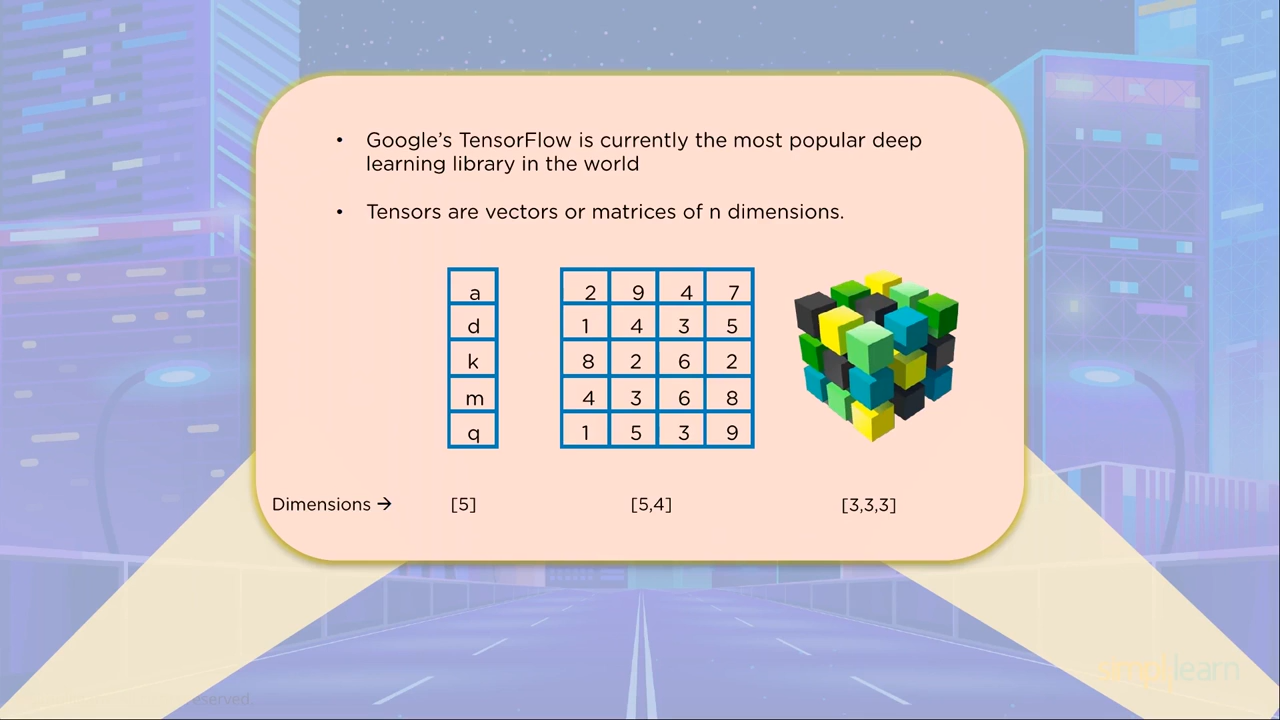 • Google’s TensorFlow is currently the most popular deep
learning library in the world
• Tensors are vectors or matrices of n dimensions.
a
d
k
m
q
2 9 4 7
1 4 3 5
8 2 6 2
4 3 6 8
1 5 3 9
Dimensions → [5] [5,4] [3,3,3]
simplilearn
reserved.